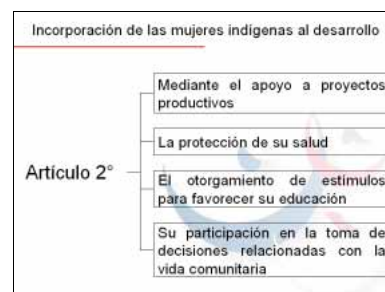 Incorporación de las mujeres indígenas al desarrollo
Mediante el apoyo a proyectos
productivos
La protección de su salud
Artículo 2°
El otorgamiento de estímulos
para favorecer su educación
Su participación en la toma de
decisiones relacionadas con la
vida comunitaria